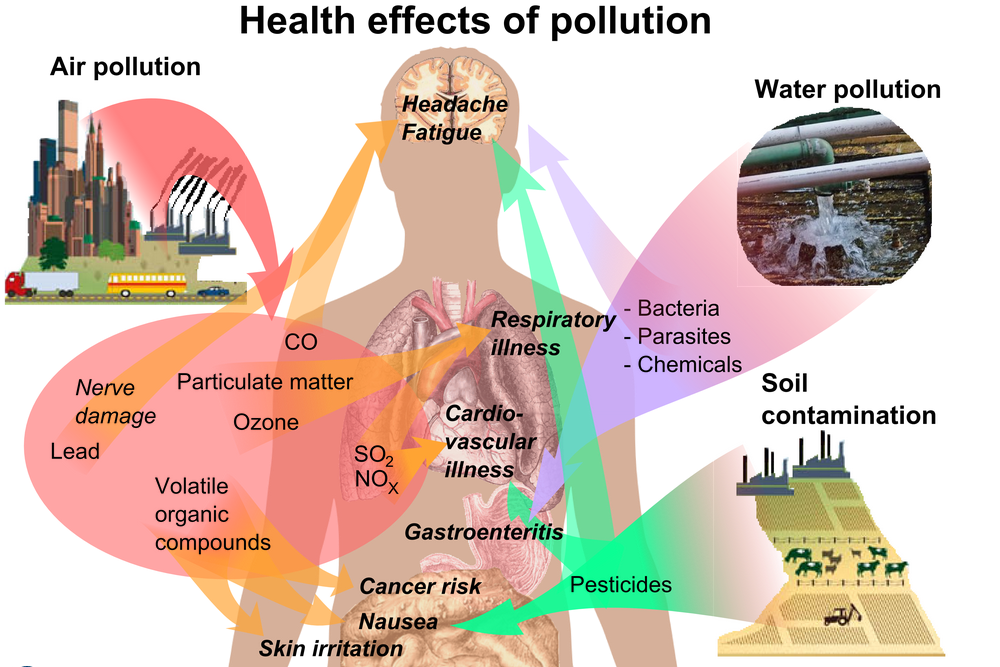 Health effects of pollution
Air pollution
Water pollution
Headache
Fatigue
- Bacteria
- Parasites
- Chemicals
CO
Respiratory
illness
Particulate matter
Nerve
damage
Ozone
Lead
Soil
contamination
Cardio-
vascular
illness
SO2
NOX
Volatile
organic
compounds
Gastroenteritis
Pesticides
Cancer risk
Nausea
Skin irritation